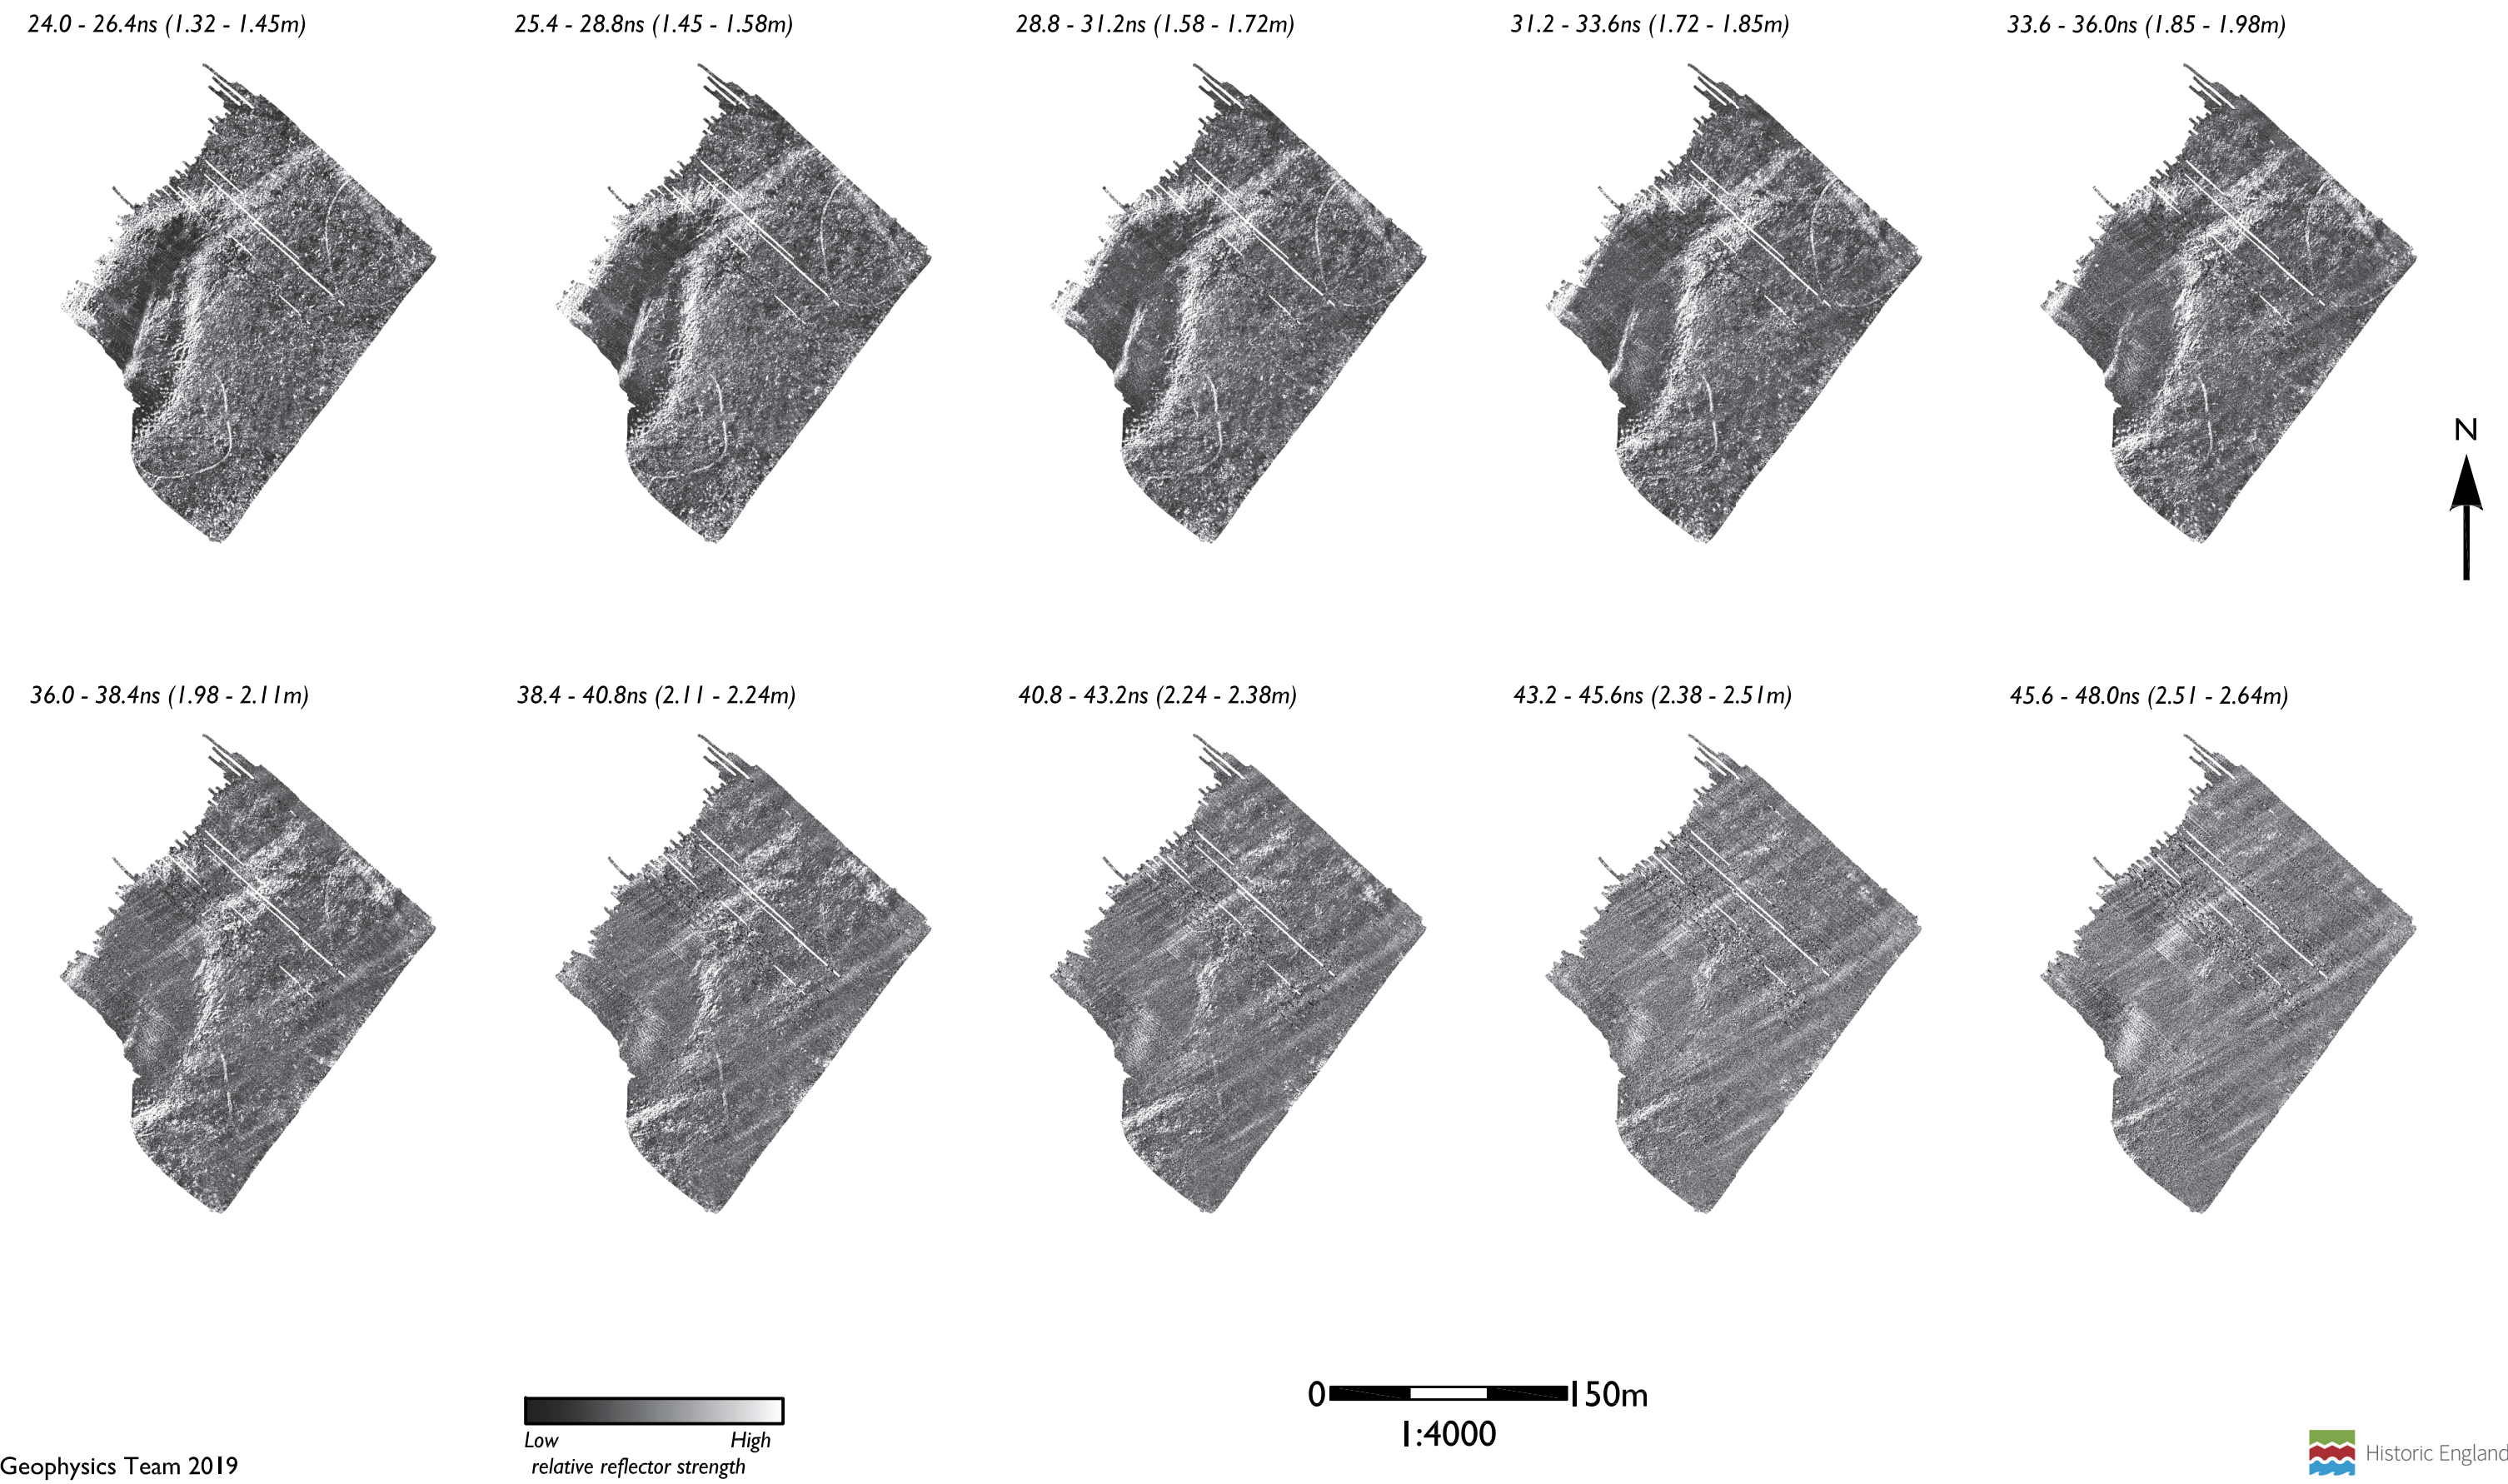 24.0 - 26.4ns (1.32 - 1.45m)
25.4 - 28.8ns (1.45 - 1.58m)
28.8 - 31.2ns (1.58 - 1.72m)
31.2 - 33.6ns (1.72 - 1.85m)
33.6 - 36.0ns (1.85 - 1.98m)
N
36.0 - 38.4ns (1.98 - 2.11m)
38.4 - 40.8ns (2.11 - 2.24m)
40.8 - 43.2ns (2.24 - 2.38m)
43.2 - 45.6ns (2.38 - 2.51m)
45.6 - 48.0ns (2.51 - 2.64m)
0 150m
1:4000
Low High
relative reflector strength
Geophysics Team 2019
Historic England